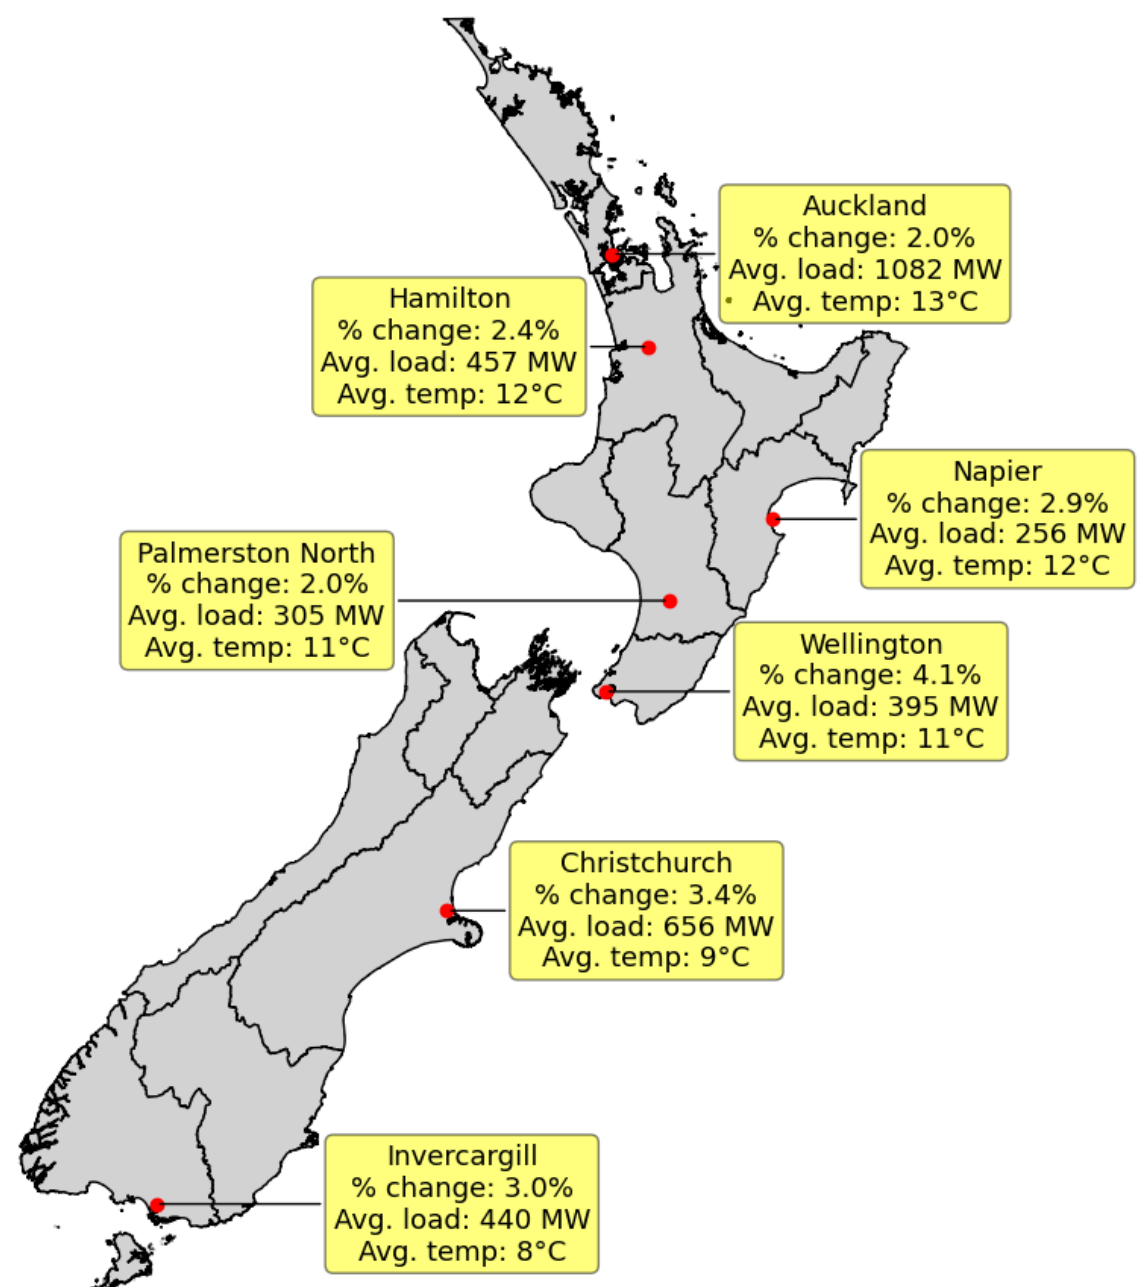 Auckland
% change: 2.0%
Avg. load: 1082 MW
Avg. temp: 13°C
Hamilton
% change: 2.4%
Avg. load: 457 MW
Avg. temp: 12°C
Napier
% change: 2.9%
Avg. load: 256 MW
Avg. temp: 12°C
Palmerston North
% change: 2.0%
Avg. load: 305 MW
Avg. temp: 11°C
Wellington
% change: 4.1%
Avg. load: 395 MW
Avg. temp: 11°C
Christchurch
% change: 3.4%
Avg. load: 656 MW
Avg. temp: 9°C
Invercargill
% change: 3.0%
Avg. load: 440 MW
Avg. temp: 8°C